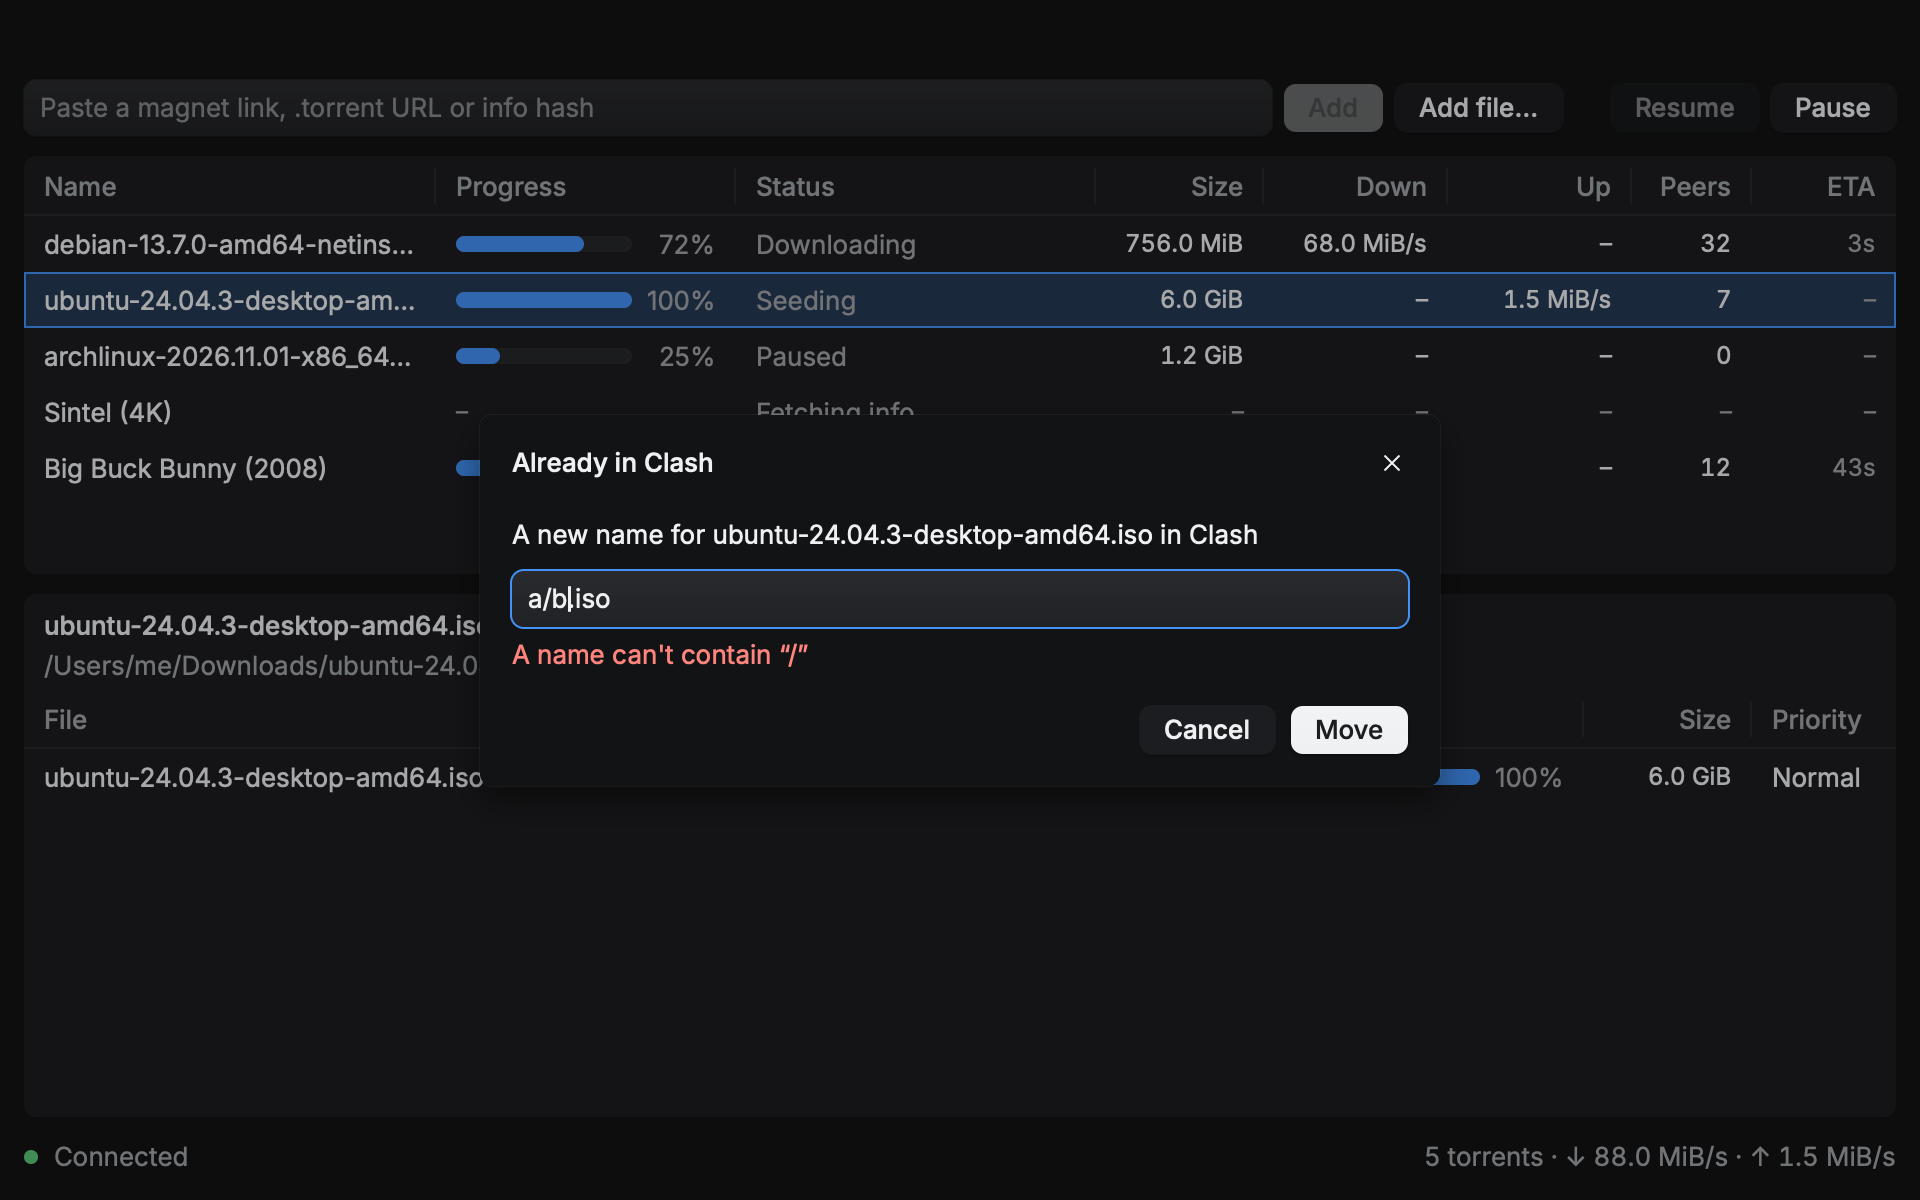 Paste a magnet link, .torrent URL or info hash Add Add file... Resume Pause
Name Progress Status Size Down Up Peers ETA
debian-13.7.0-amd64-netins... 72% Downloading 756.0 MiB 68.0 MiB/s – 32 3s
ubuntu-24.04.3-desktop-am... 100% Seeding 6.0 GiB – 1.5 MiB/s 7 –
archlinux-2026.11.01-x86_64... 25% Paused 1.2 GiB – – 0 –
Sintel (4K) – Fetching info – – – – –
Big Buck Bunny (2008) – 12 43s
Already in Clash
A new name for ubuntu-24.04.3-desktop-amd64.iso in Clash
a/b.iso
A name can't contain “/”
Cancel Move
ubuntu-24.04.3-desktop-amd64.iso
/Users/me/Downloads/ubuntu-24.0
File Size Priority
ubuntu-24.04.3-desktop-amd64.iso 100% 6.0 GiB Normal
Connected 5 torrents · ↓ 88.0 MiB/s · ↑ 1.5 MiB/s